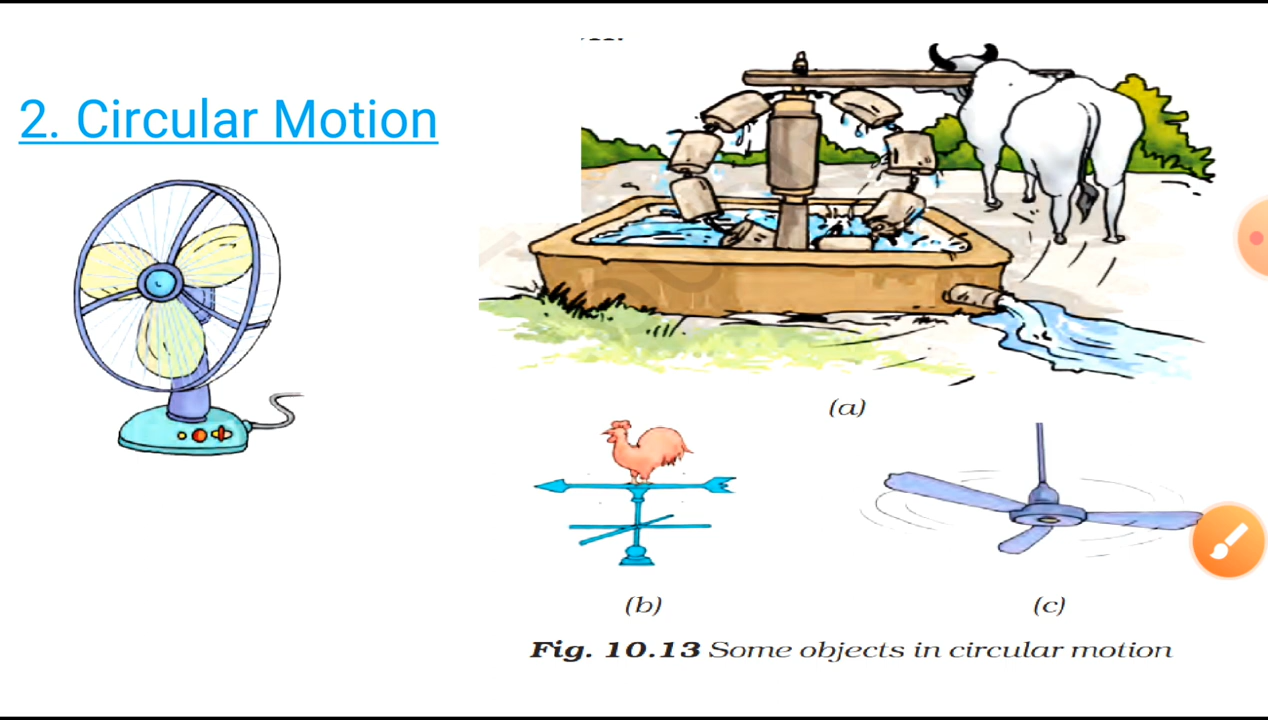 2. Circular Motion
(a)
(b)
(c)
Fig. 10.13 Some objects in circular motion